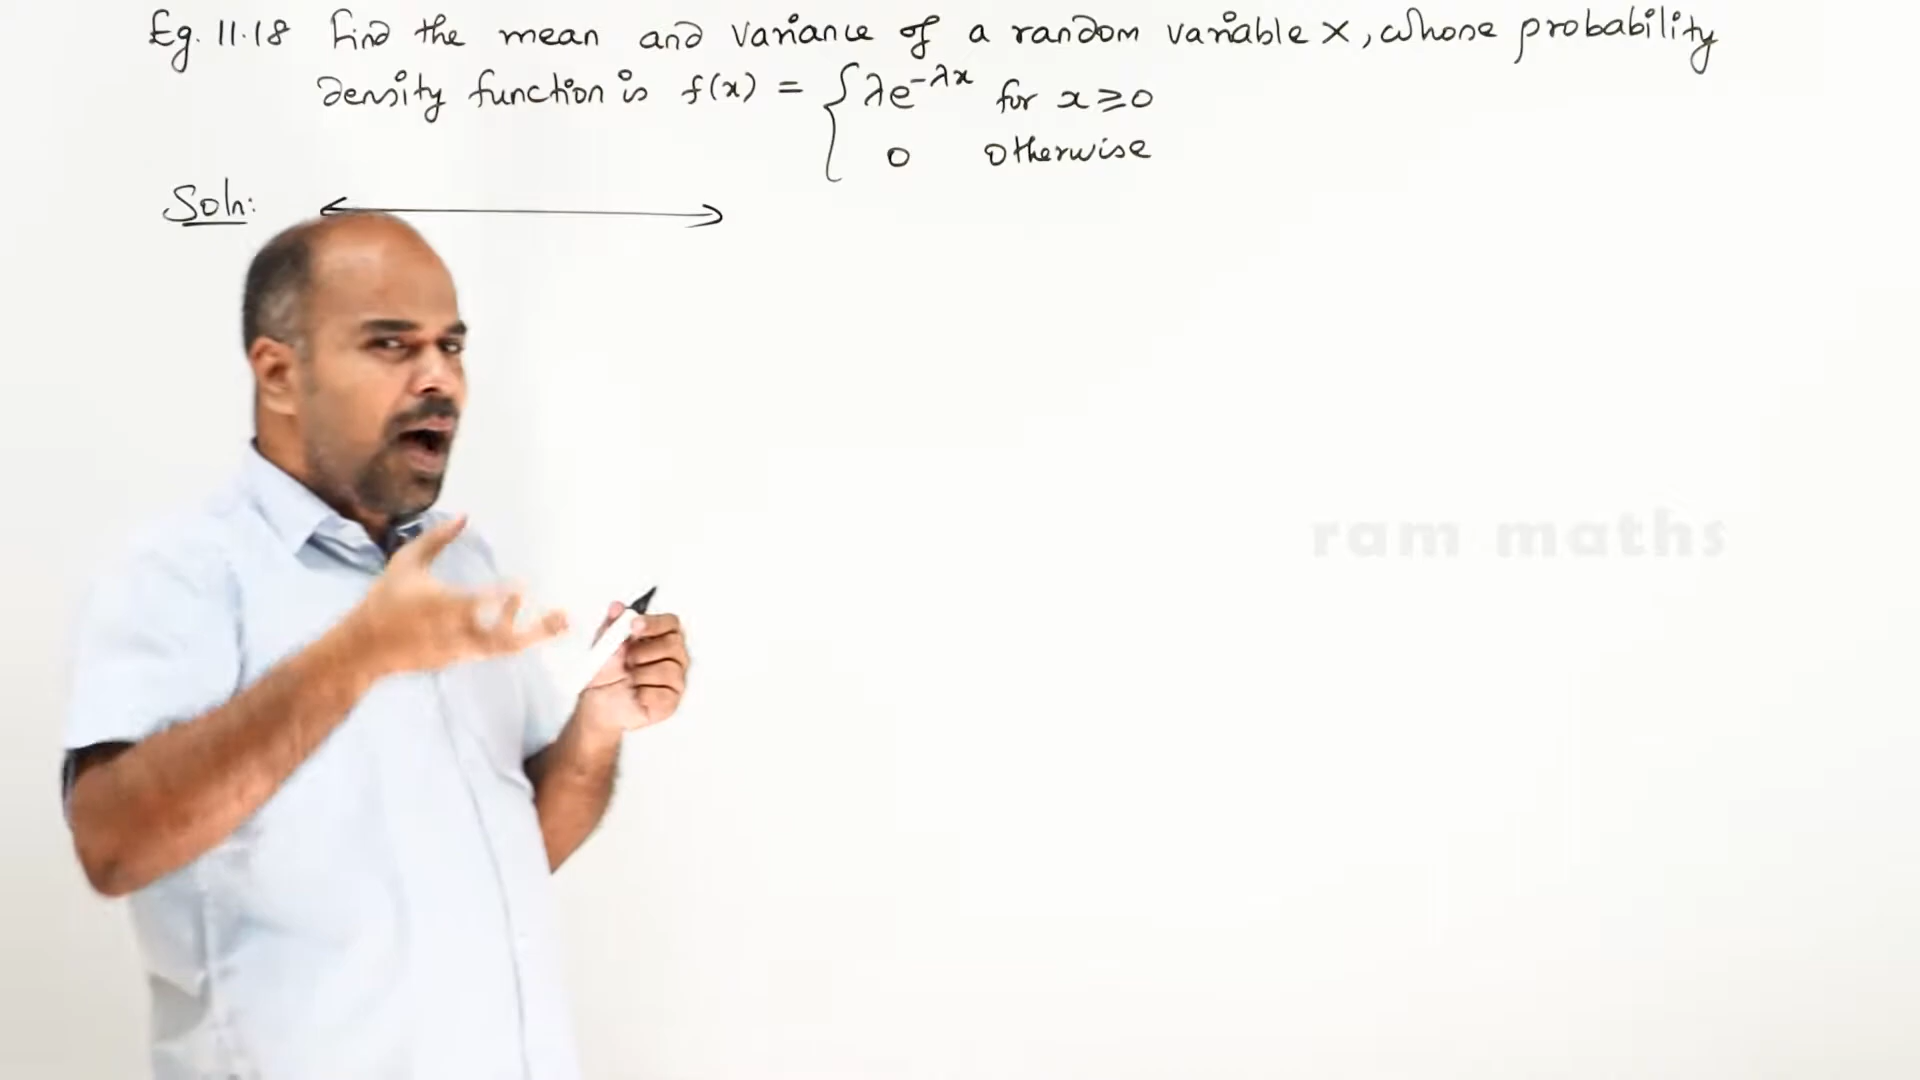 Eg. 11.18 Find the mean and variance of a random variable X, whose probability
density function is f(x) = { λe^{-λx} for x ≥ 0
0 otherwise
Soln:
ram maths